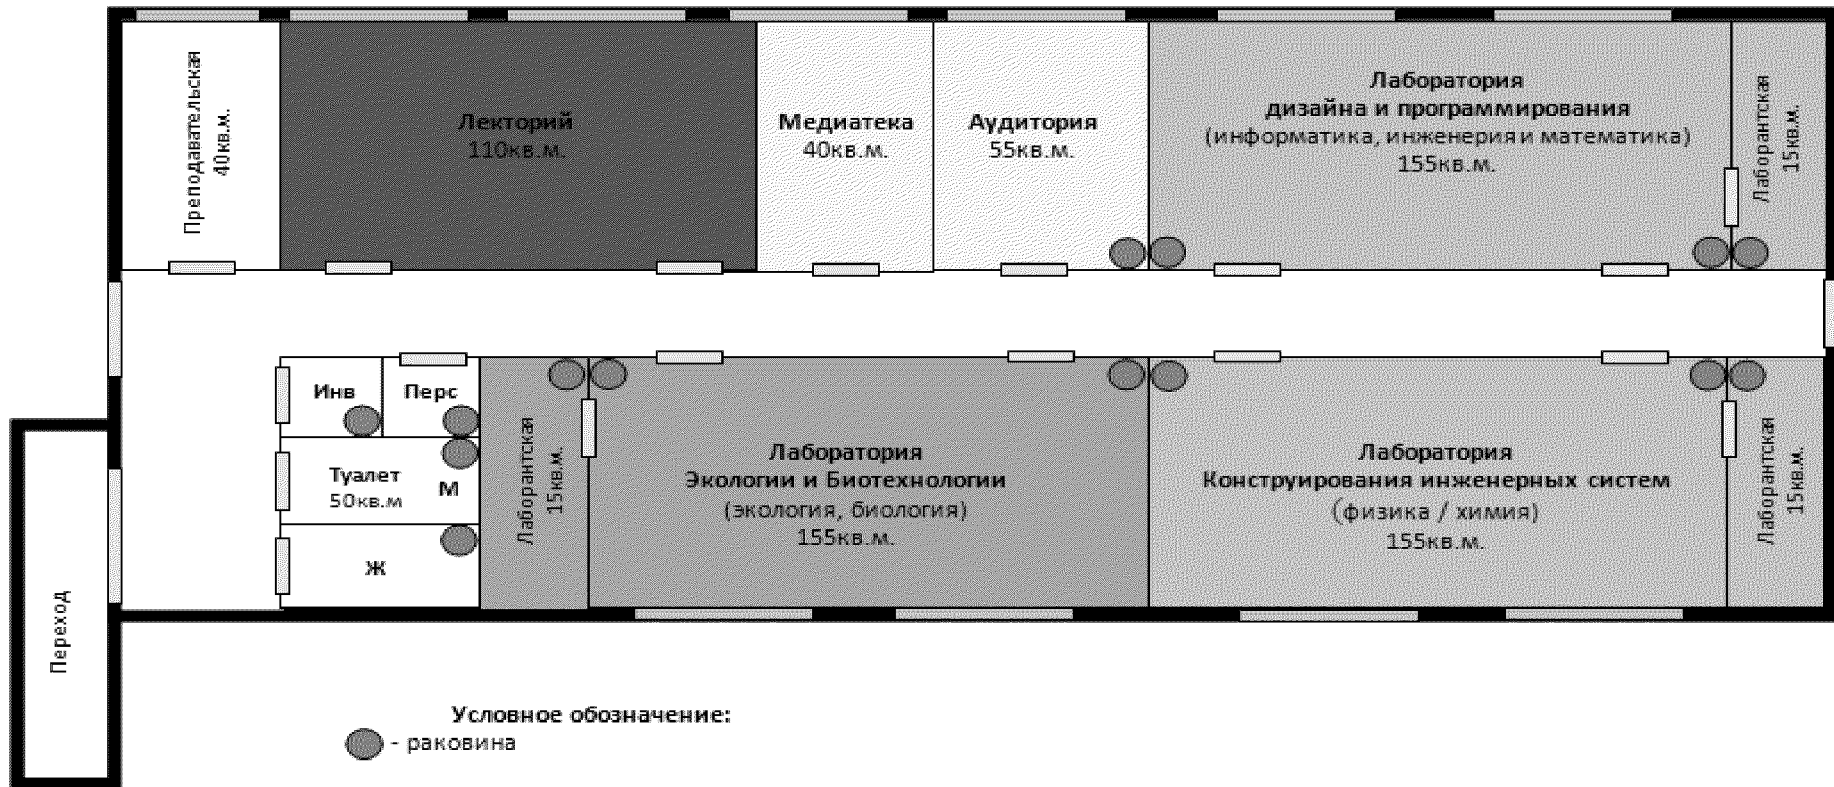 Преподавательская
40кв.м.
Лекторий
110кв.м.
Медиатека
40кв.м.
Аудитория
55кв.м.
Лаборатория
дизайна и программирования
(информатика, инженерия и математика)
155кв.м.
Лаборантская
15кв.м.
Инв
Перс
Туалет
50кв.м
М
Ж
Лаборантская
15кв.м.
Лаборатория
Экологии и Биотехнологии
(экология, биология)
155кв.м.
Лаборатория
Конструирования инженерных систем
(физика / химия)
155кв.м.
Лаборантская
15кв.м.
Переход
Условное обозначение:
- раковина